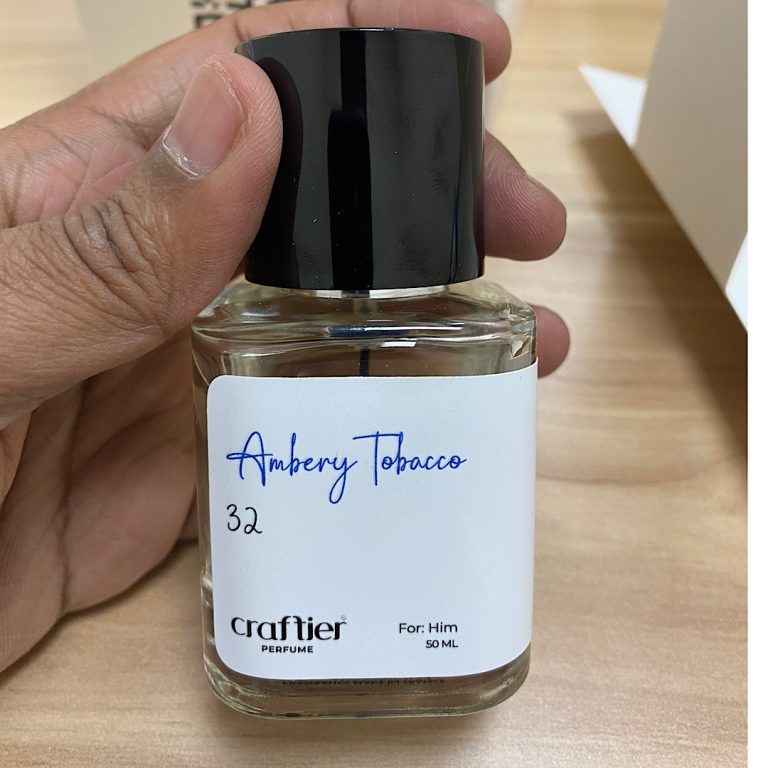 Ambery Tobacco
32
craftier®
PERFUME
For: Him
50 ML